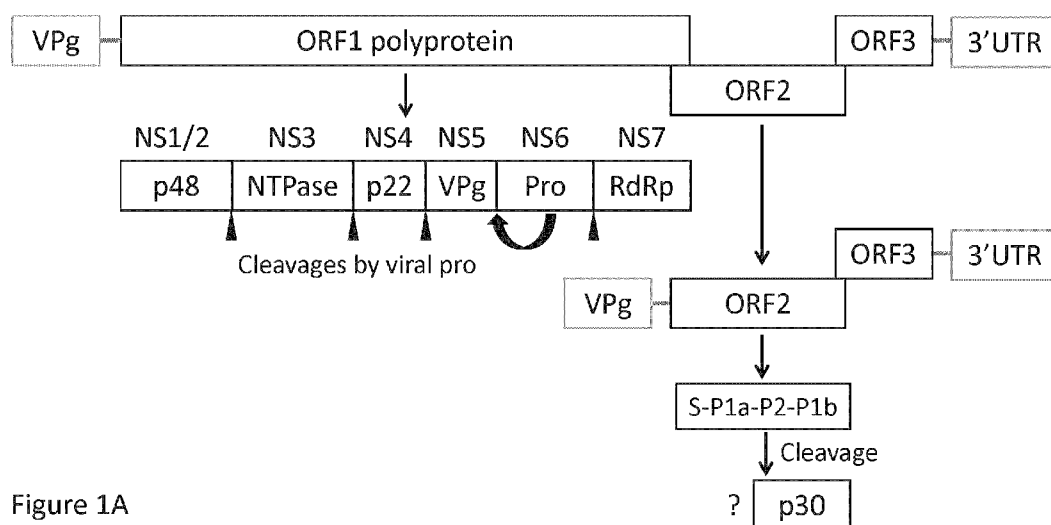 VPg ORF1 polyprotein ORF3 3'UTR
ORF2
NS1/2 NS3 NS4 NS5 NS6 NS7
p48 NTPase p22 VPg Pro RdRp
Cleavages by viral pro
ORF3 3'UTR
VPg ORF2
S-P1a-P2-P1b
Cleavage
? p30
Figure 1A